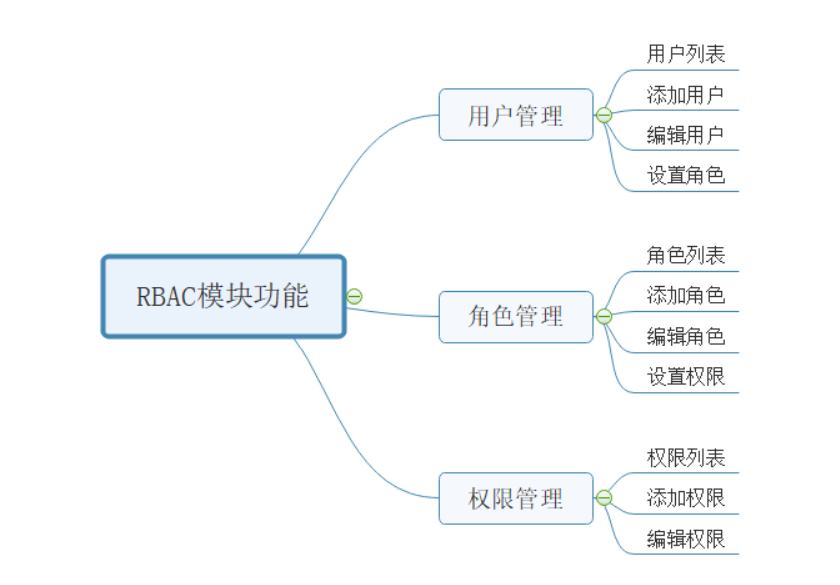 RBAC模块功能
用户管理
用户列表
添加用户
编辑用户
设置角色
角色管理
角色列表
添加角色
编辑角色
设置权限
权限管理
权限列表
添加权限
编辑权限